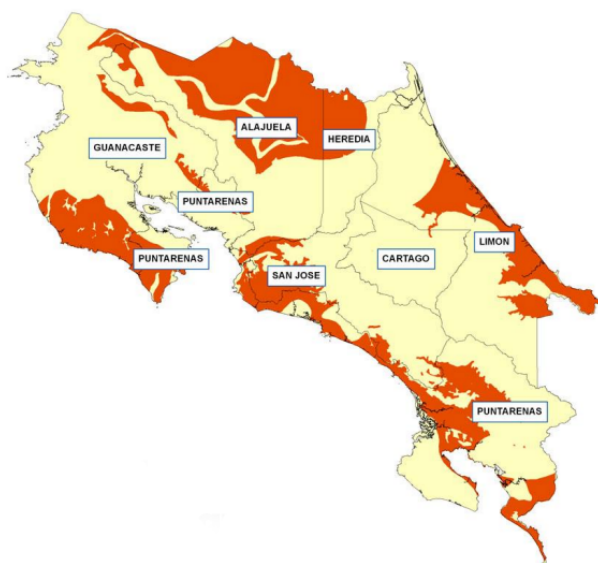 ALAJUELA
HEREDIA
GUANACASTE
PUNTARENAS
LIMON
PUNTARENAS
CARTAGO
SAN JOSE
PUNTARENAS